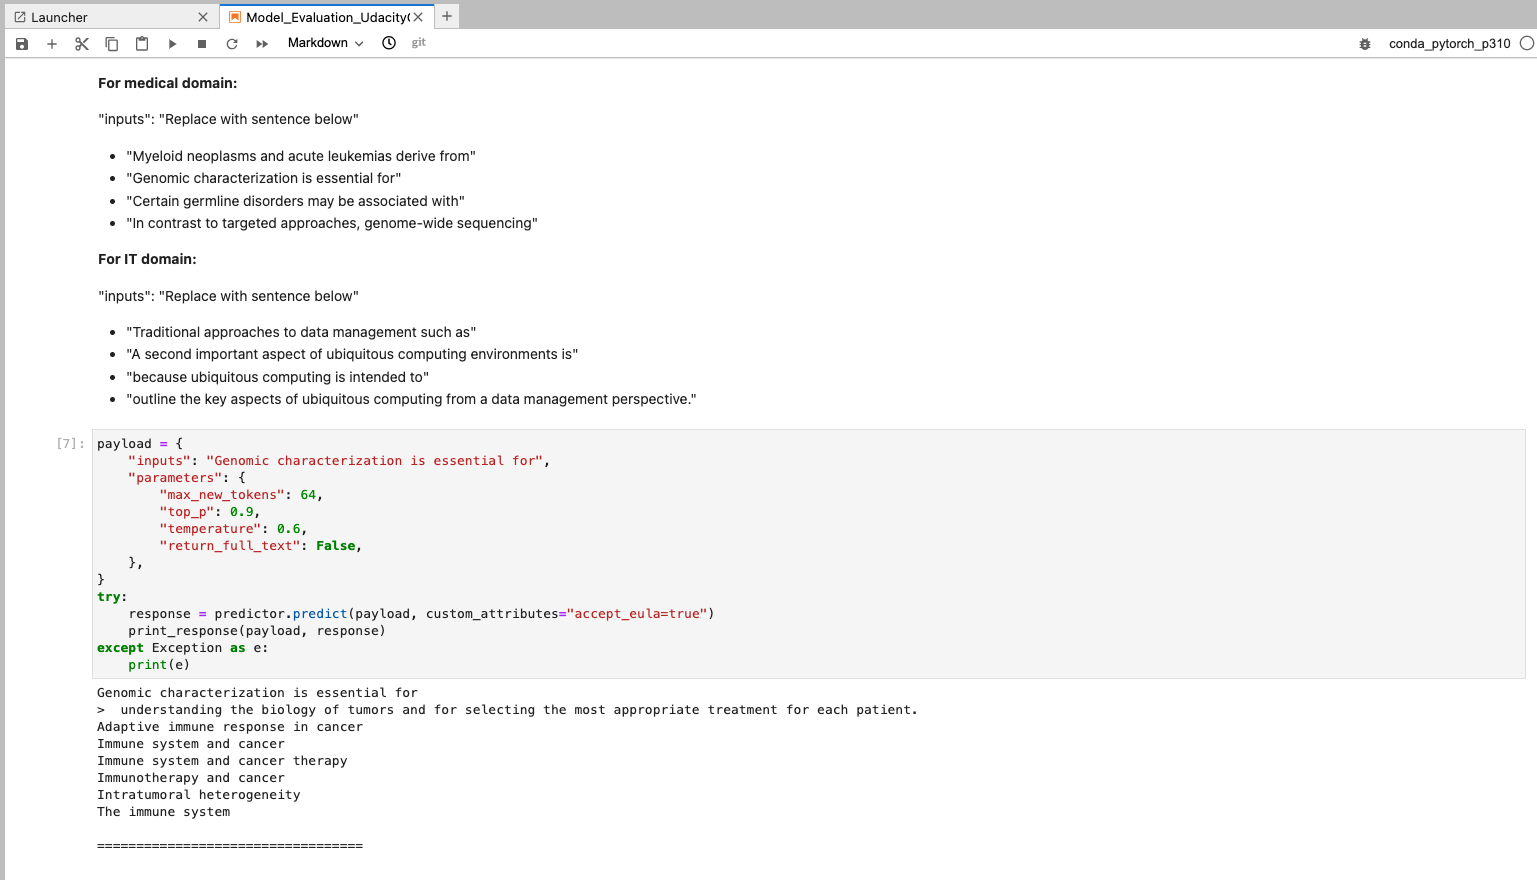 Launcher
Model_Evaluation_Udacity
Markdown
git
conda_pytorch_p310
For medical domain:
"inputs": "Replace with sentence below"
• "Myeloid neoplasms and acute leukemias derive from"
• "Genomic characterization is essential for"
• "Certain germline disorders may be associated with"
• "In contrast to targeted approaches, genome-wide sequencing"
For IT domain:
"inputs": "Replace with sentence below"
• "Traditional approaches to data management such as"
• "A second important aspect of ubiquitous computing environments is"
• "because ubiquitous computing is intended to"
• "outline the key aspects of ubiquitous computing from a data management perspective."
[7]:
payload = {
    "inputs": "Genomic characterization is essential for",
    "parameters": {
        "max_new_tokens": 64,
        "top_p": 0.9,
        "temperature": 0.6,
        "return_full_text": False,
    },
}
try:
    response = predictor.predict(payload, custom_attributes="accept_eula=true")
    print_response(payload, response)
except Exception as e:
    print(e)
Genomic characterization is essential for
>  understanding the biology of tumors and for selecting the most appropriate treatment for each patient.
Adaptive immune response in cancer
Immune system and cancer
Immune system and cancer therapy
Immunotherapy and cancer
Intratumoral heterogeneity
The immune system
==================================